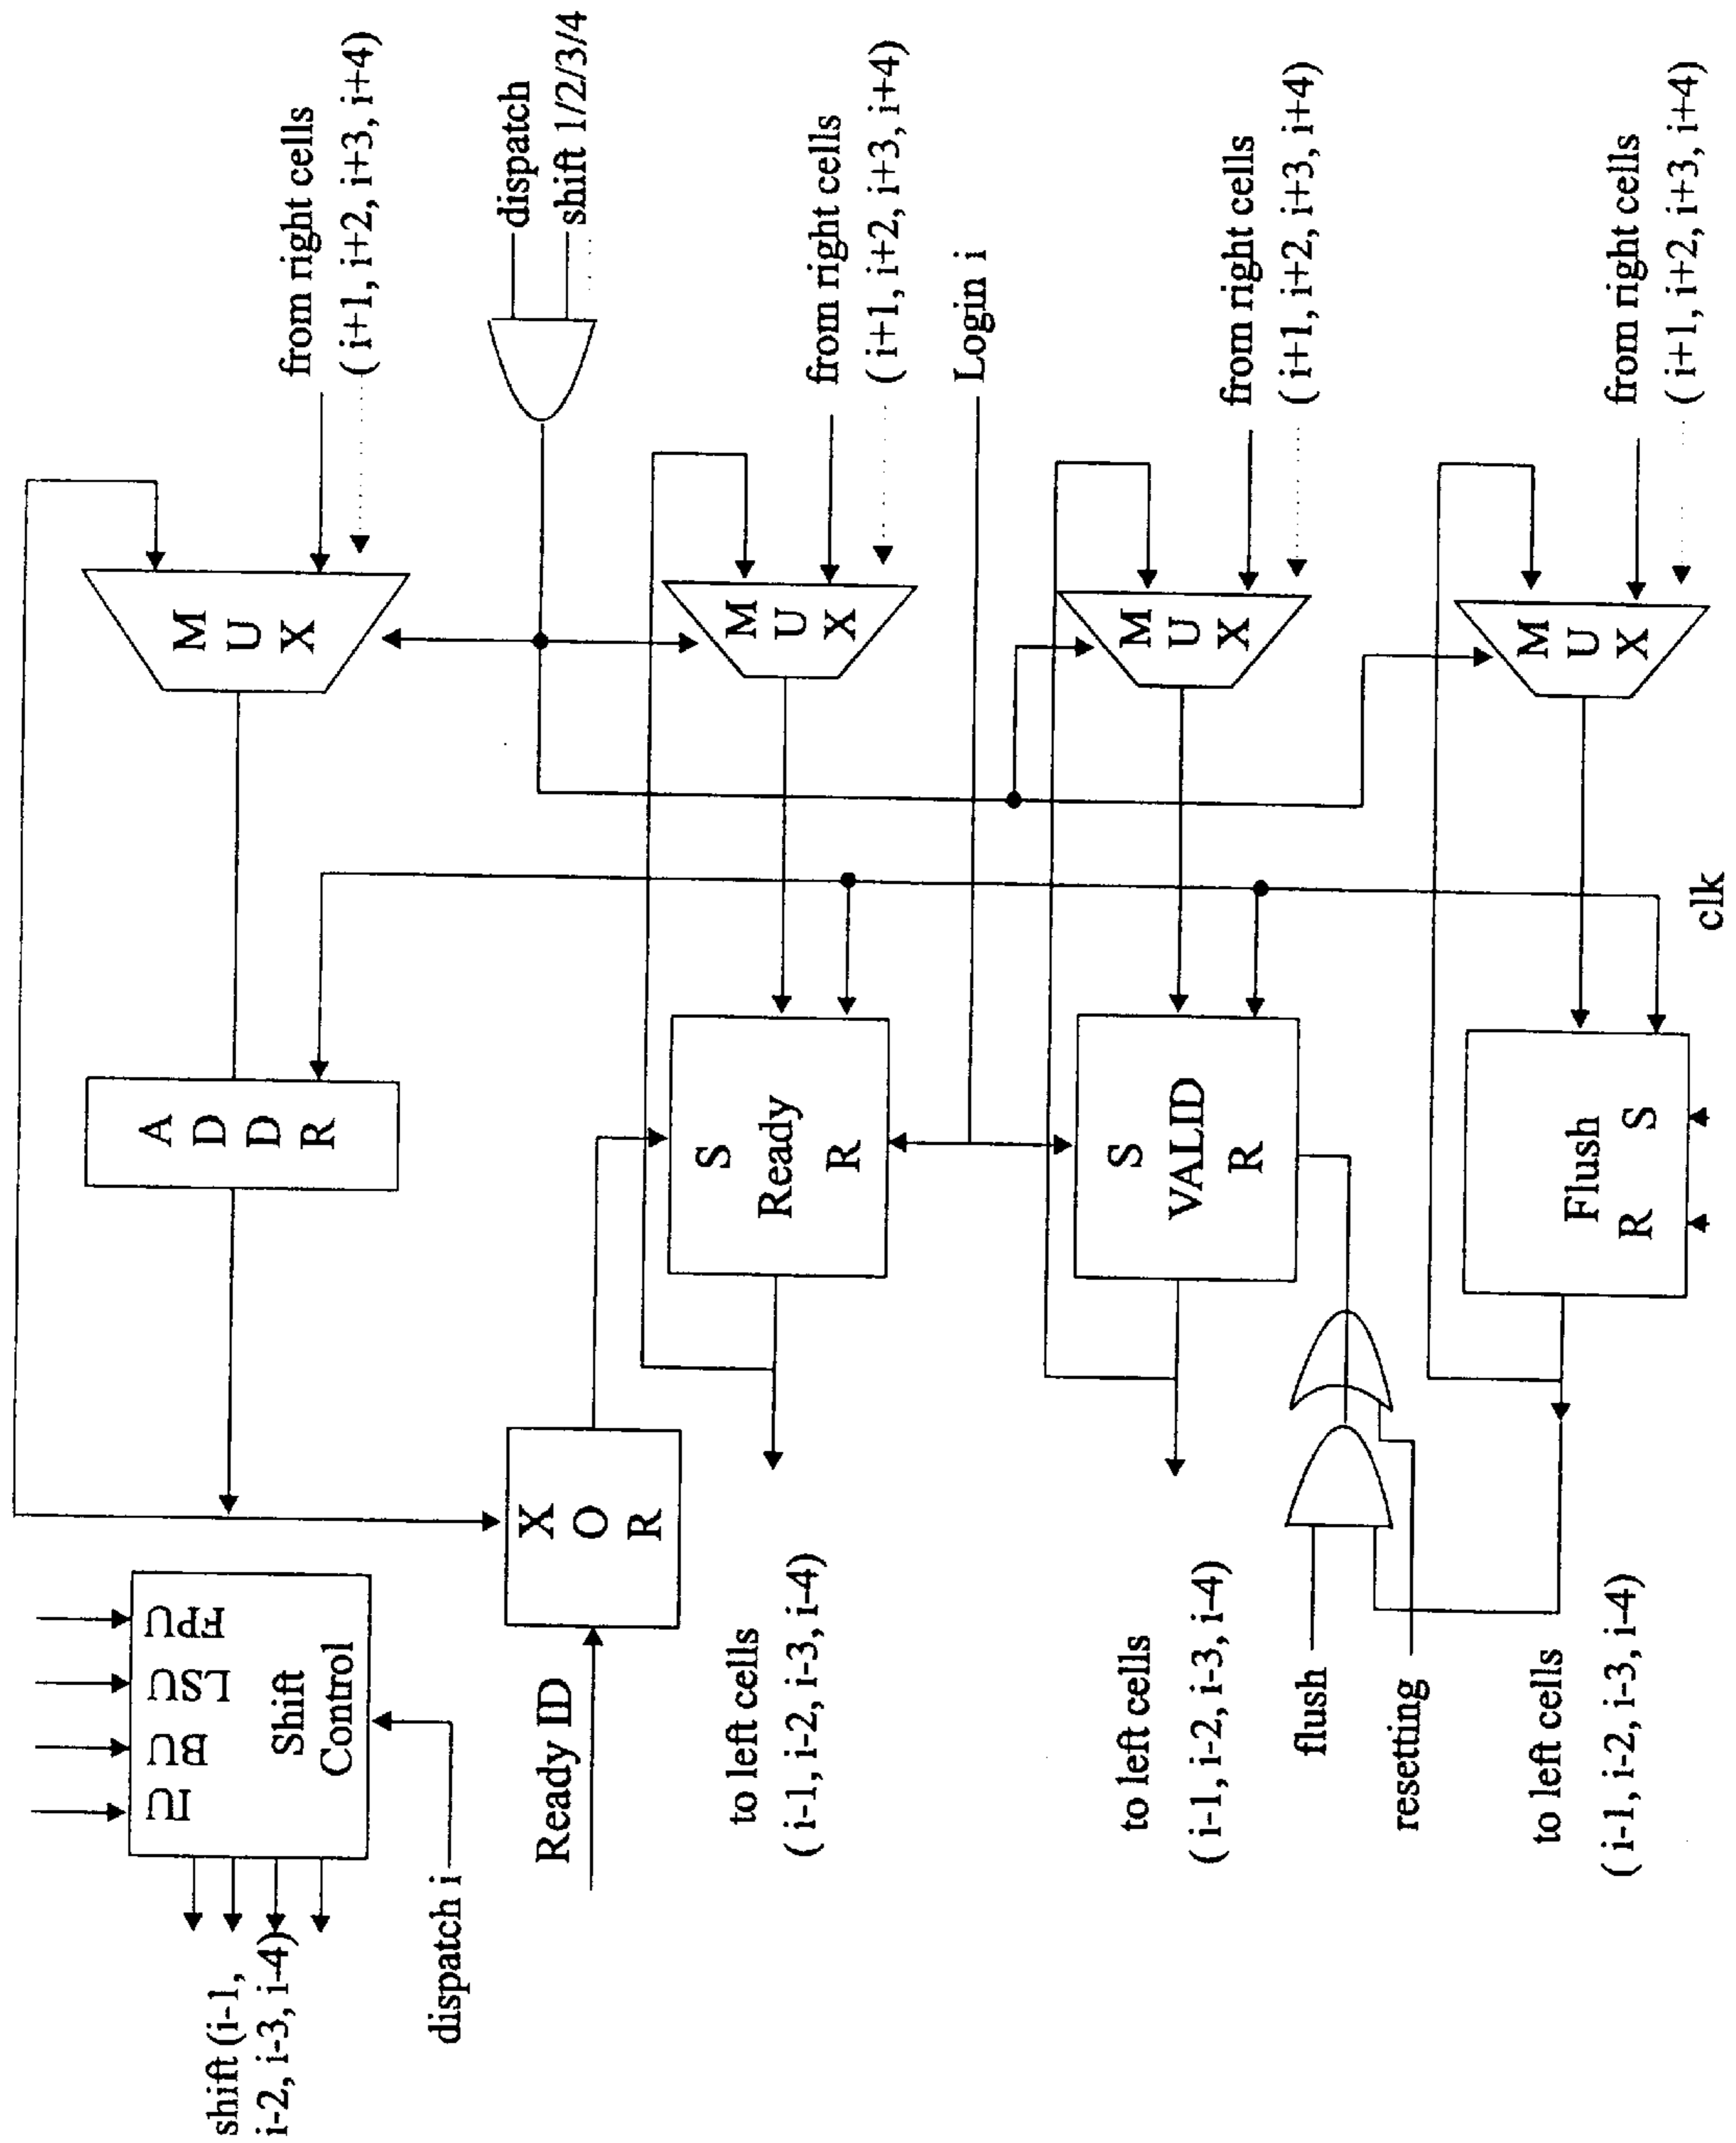 from right cells
( i+1, i+2, i+3, i+4)
dispatch
shift 1/2/3/4
from right cells
( i+1, i+2, i+3, i+4)
Login i
from right cells
( i+1, i+2, i+3, i+4)
from right cells
( i+1, i+2, i+3, i+4)
M
U
X
M
U
X
M
U
X
M
U
X
clk
A
D
D
R
S
Ready
R
S
VALID
R
Flush
R S
X
O
R
IU BU LSU FPU
Shift
Control
shift (i-1,
i-2, i-3, i-4)
dispatch i
Ready ID
to left cells
( i-1, i-2, i-3, i-4)
to left cells
( i-1, i-2, i-3, i-4)
flush
resetting
to left cells
( i-1, i-2, i-3, i-4)